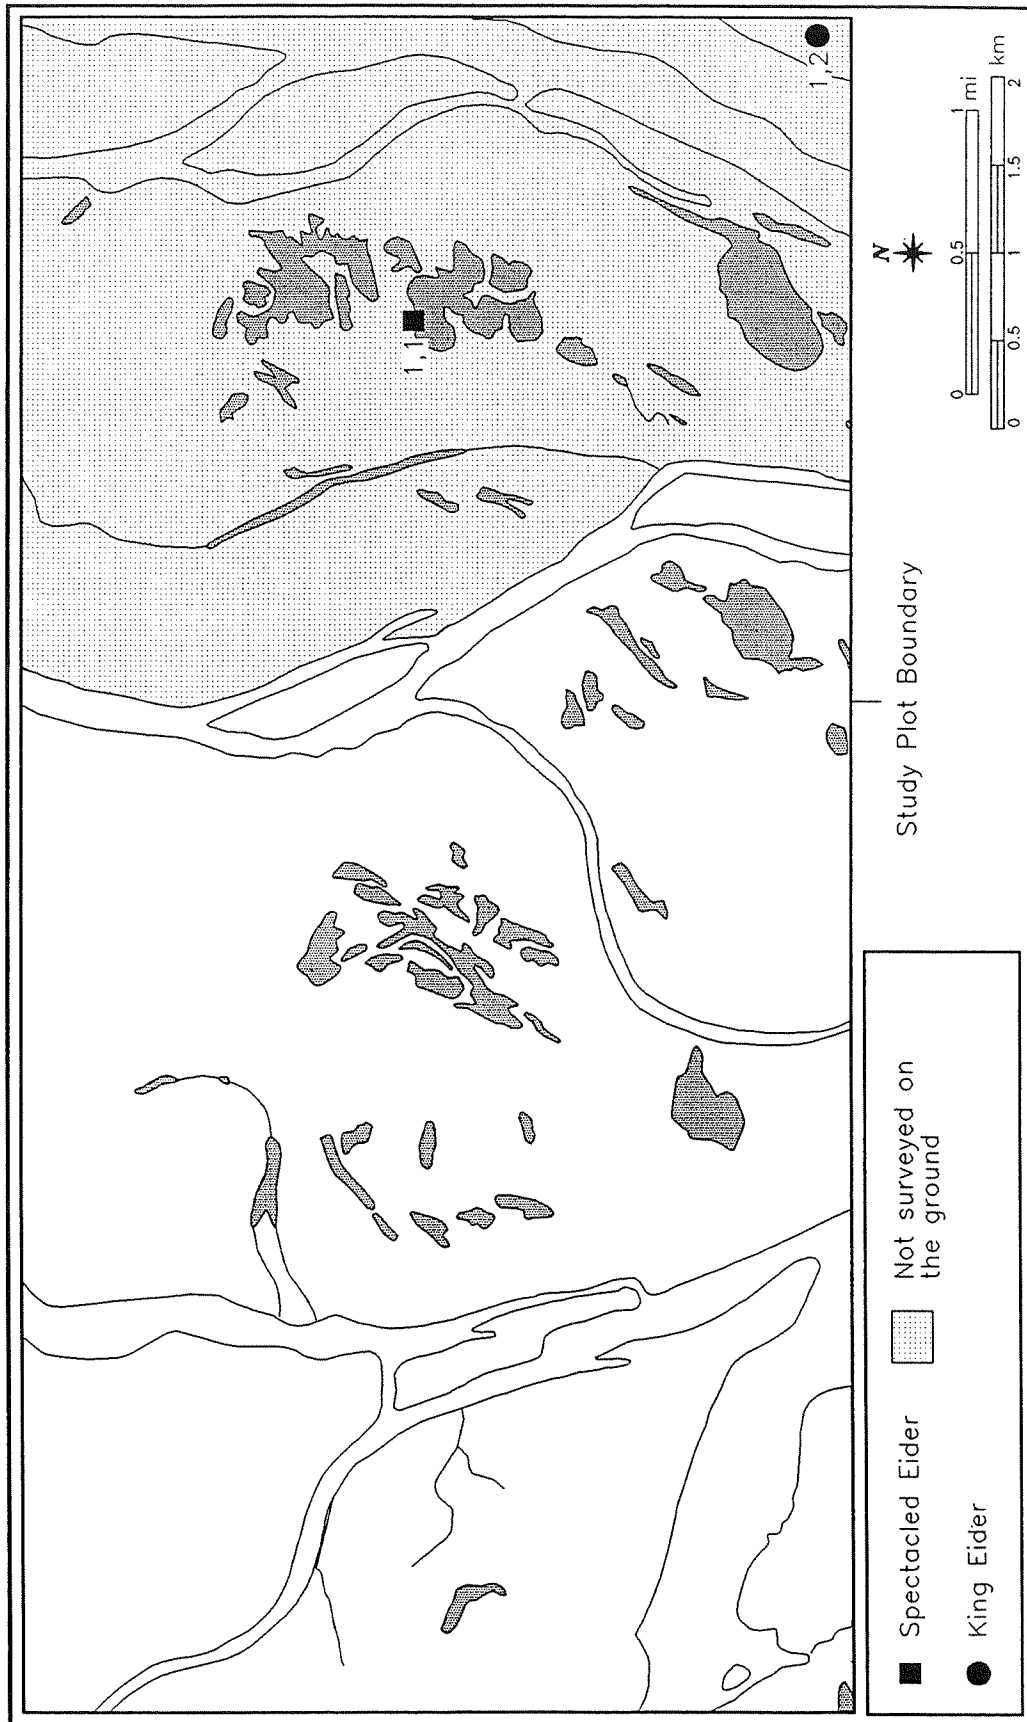 1,1
1,2
N
0 0.5 1 mi
0 0.5 1 1.5 2 km
Study Plot Boundary
Spectacled Eider
King Eider
Not surveyed on
the ground